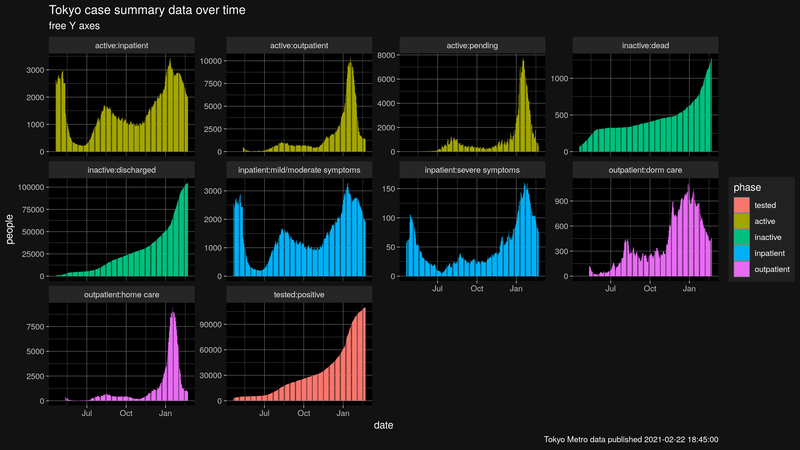 Tokyo case summary data over time
free Y axes
active:inpatient
active:outpatient
active:pending
inactive:dead
3000
2000
1000
0
10000
7500
5000
2500
0
8000
6000
4000
2000
0
1000
500
0
inactive:discharged
inpatient:mild/moderate symptoms
inpatient:severe symptoms
outpatient:dorm care
100000
75000
50000
25000
0
3000
2000
1000
0
150
100
50
0
900
600
300
0
Jul Oct Jan
Jul Oct Jan
outpatient:home care
tested:positive
7500
5000
2500
0
90000
60000
30000
0
Jul Oct Jan
Jul Oct Jan
people
date
phase
tested
active
inactive
inpatient
outpatient
Tokyo Metro data published 2021-02-22 18:45:00